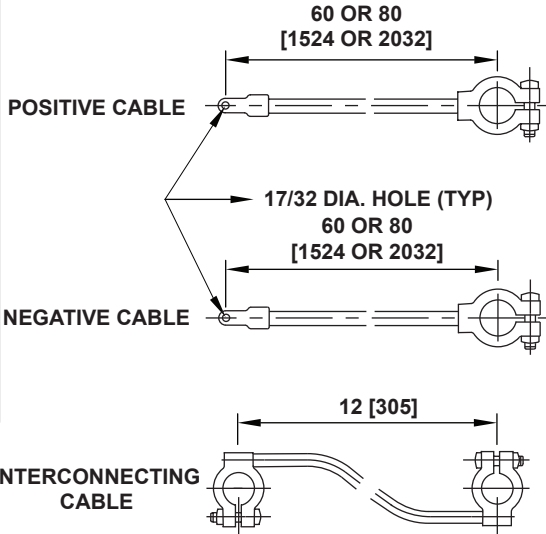 60 OR 80
[1524 OR 2032]
POSITIVE CABLE
17/32 DIA. HOLE (TYP)
60 OR 80
[1524 OR 2032]
NEGATIVE CABLE
12 [305]
NTERCONNECTING
CABLE